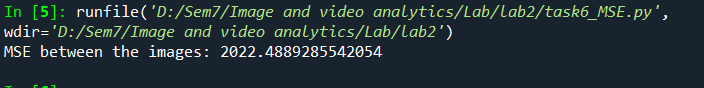 In [5]: runfile('D:/Sem7/Image and video analytics/Lab/lab2/task6_MSE.py',
wdir='D:/Sem7/Image and video analytics/Lab/lab2')
MSE between the images: 2022.4889285542054